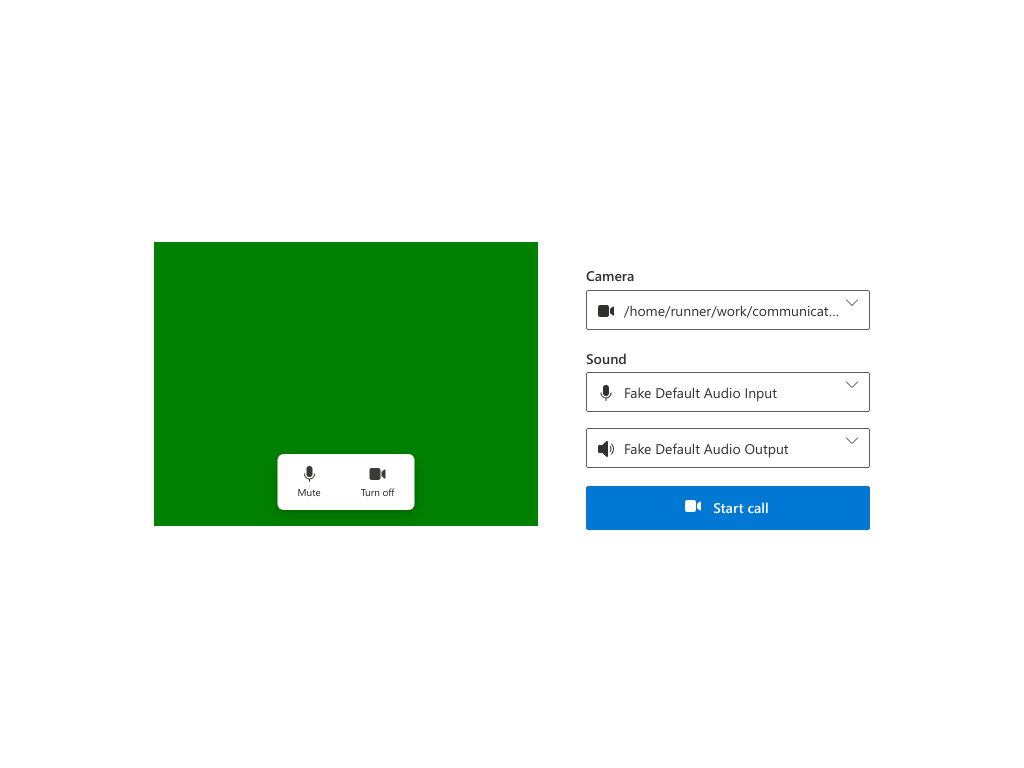 Camera
/home/runner/work/communicat...
Sound
Fake Default Audio Input
Fake Default Audio Output
Mute
Turn off
Start call